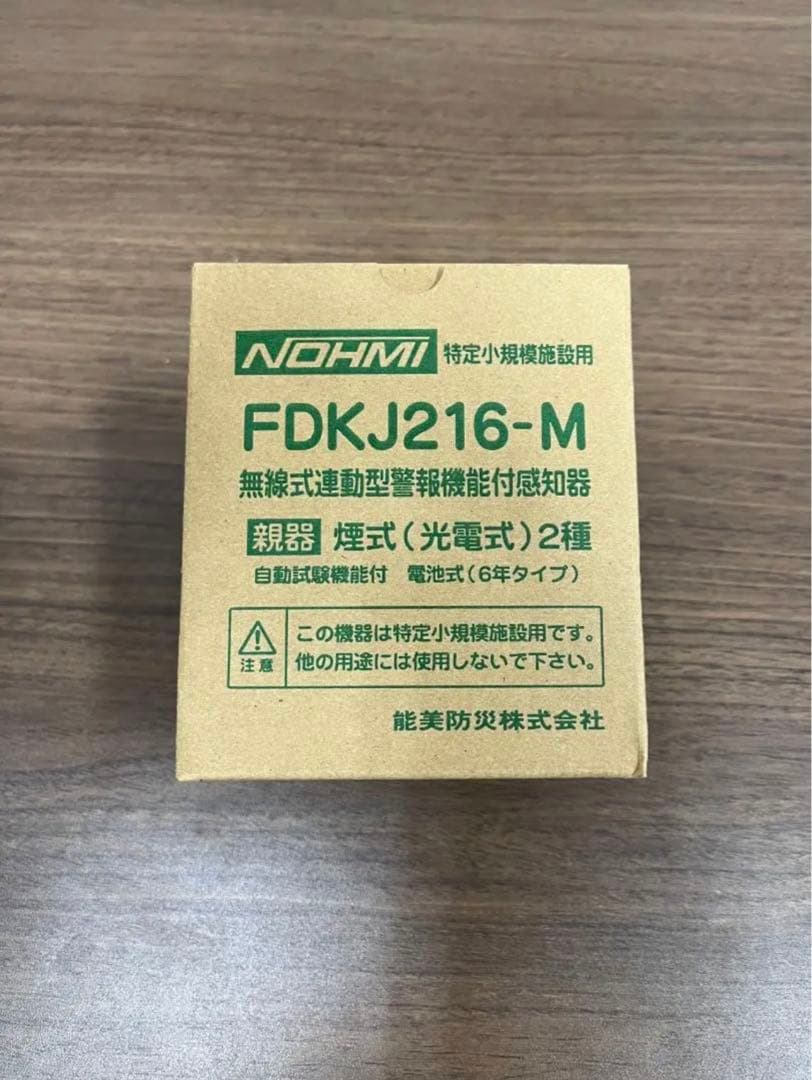 NOHMI 特定小規模施設用
FDKJ216-M
無線式連動型警報機能付感知器
親器 煙式(光電式)2種
自動試験機能付 電池式(6年タイプ)
注意
この機器は特定小規模施設用です。
他の用途には使用しないで下さい。
能美防災株式会社